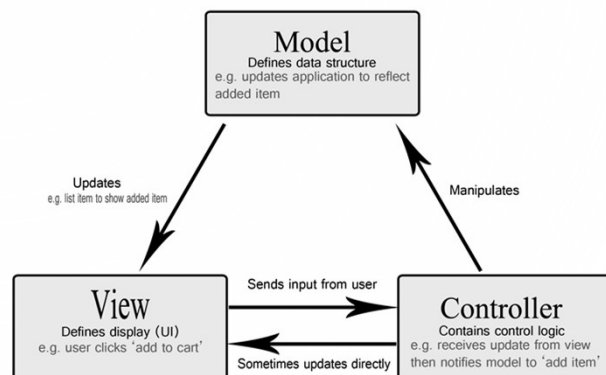 Model
Defines data structure
e.g. updates application to reflect
added item
Updates
e.g. list item to show added item
Manipulates
View
Defines display (UI)
e.g. user clicks ‘add to cart’
Sends input from user
Sometimes updates directly
Controller
Contains control logic
e.g. receives update from view
then notifies model to ‘add item’